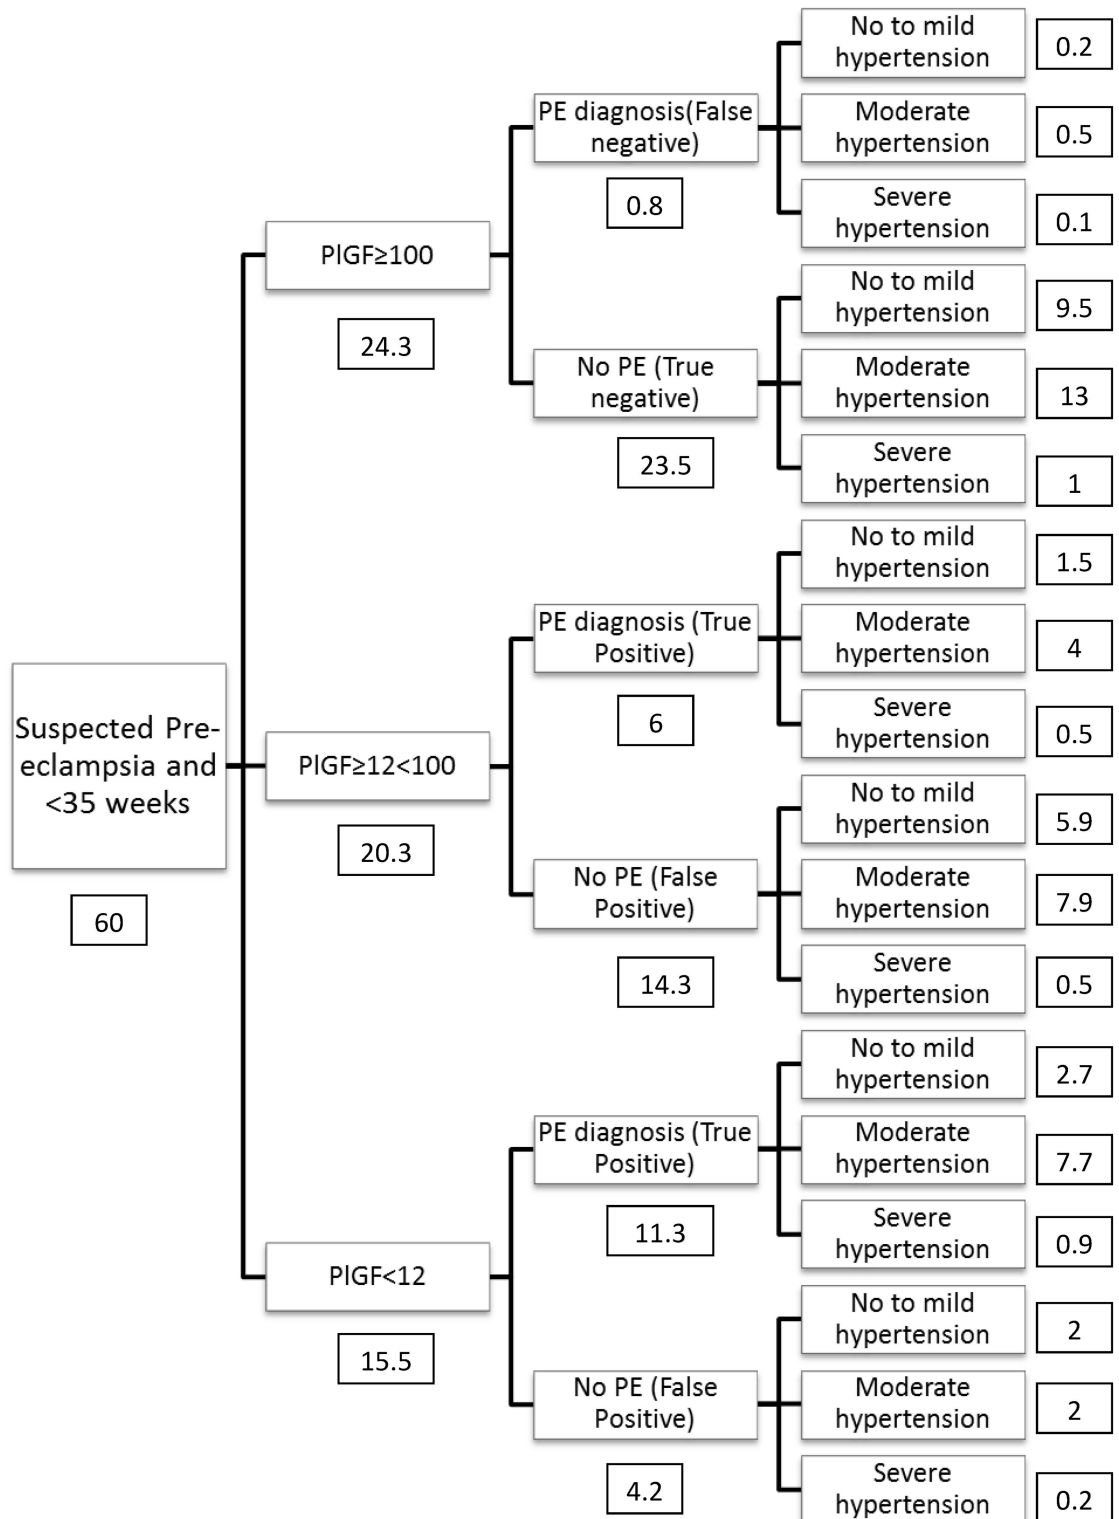 No to mild
hypertension
0.2
PE diagnosis(False
negative)
0.8
Moderate
hypertension
0.5
Severe
hypertension
0.1
PlGF≥100
24.3
No to mild
hypertension
9.5
No PE (True
negative)
23.5
Moderate
hypertension
13
Severe
hypertension
1
Suspected Pre-
eclampsia and
<35 weeks
60
No to mild
hypertension
1.5
PE diagnosis (True
Positive)
6
Moderate
hypertension
4
Severe
hypertension
0.5
PlGF≥12<100
20.3
No to mild
hypertension
5.9
No PE (False
Positive)
14.3
Moderate
hypertension
7.9
Severe
hypertension
0.5
No to mild
hypertension
2.7
PE diagnosis (True
Positive)
11.3
Moderate
hypertension
7.7
Severe
hypertension
0.9
PlGF<12
15.5
No to mild
hypertension
2
No PE (False
Positive)
4.2
Moderate
hypertension
2
Severe
hypertension
0.2